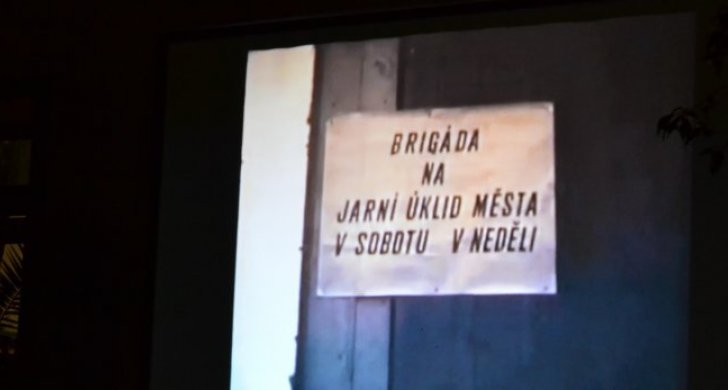 BRIGÁDA
NA
JARNÍ ÚKLID MĚSTA
V SOBOTU V NEDĚLI